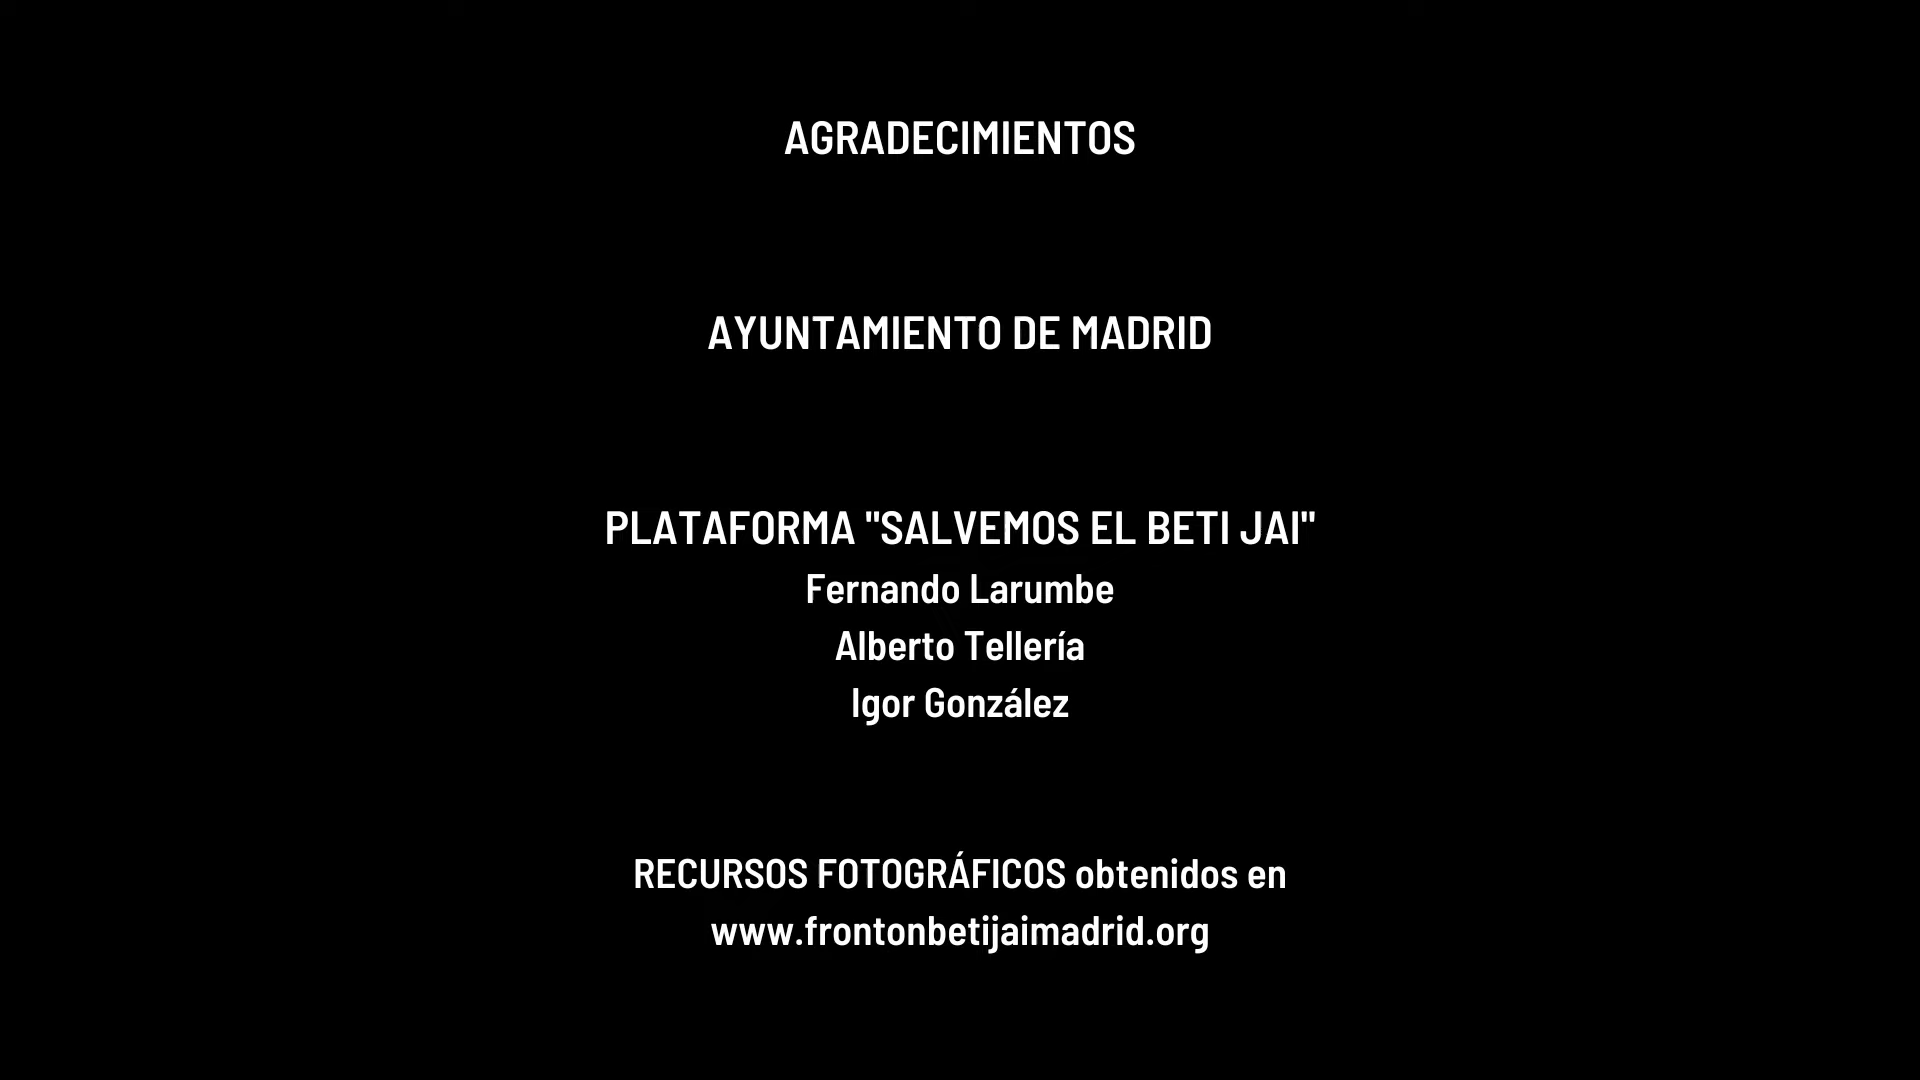 AGRADECIMIENTOS
AYUNTAMIENTO DE MADRID
PLATAFORMA "SALVEMOS EL BETI JAI"
Fernando Larumbe
Alberto Tellería
Igor González
RECURSOS FOTOGRÁFICOS obtenidos en
www.frontonbetijaimadrid.org